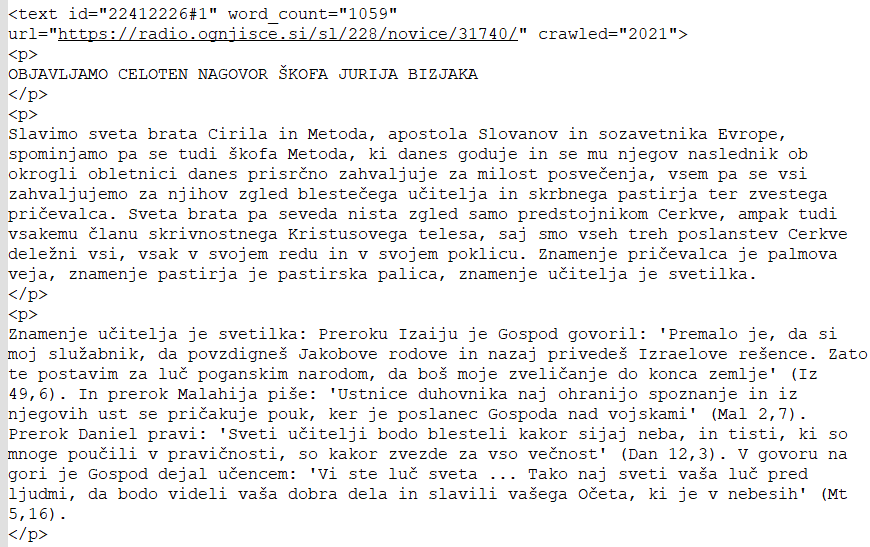 <text id="22412226#1" word_count="1059"
url="https://radio.ognjisce.si/sl/228/novice/31740/" crawled="2021">
<p>
OBJAVLJAMO CELOTEN NAGOVOR ŠKOFA JURIJA BIZJAKA
</p>
<p>
Slavimo sveta brata Cirila in Metoda, apostola Slovanov in sozavetnika Evrope,
spominjamo pa se tudi škofa Metoda, ki danes goduje in se mu njegov naslednik ob
okrogli obletnici danes prisrčno zahvaljuje za milost posvečenja, vsem pa se vsi
zahvaljujemo za njihov zgled blestečega učitelja in skrbnega pastirja ter zvestega
pričevalca. Sveta brata pa seveda nista zgled samo predstojnikom Cerkve, ampak tudi
vsakemu članu skrivnostnega Kristusovega telesa, saj smo vseh treh poslanstev Cerkve
deležni vsi, vsak v svojem redu in v svojem poklicu. Znamenje pričevalca je palmova
veja, znamenje pastirja je pastirska palica, znamenje učitelja je svetilka.
</p>
<p>
Znamenje učitelja je svetilka: Preroku Izaiju je Gospod govoril: 'Premalo je, da si
moj služabnik, da povzdigneš Jakobove rodove in nazaj privedeš Izraelove rešence. Zato
te postavim za luč poganskim narodom, da boš moje zveličanje do konca zemlje' (Iz
49,6). In prerok Malahija piše: 'Ustnice duhovnika naj ohranijo spoznanje in iz
njegovih ust se pričakuje pouk, ker je poslanec Gospoda nad vojskami' (Mal 2,7).
Prerok Daniel pravi: 'Sveti učitelji bodo blesteli kakor sijaj neba, in tisti, ki so
mnoge poučili v pravičnosti, so kakor zvezde za vso večnost' (Dan 12,3). V govoru na
gori je Gospod dejal učencem: 'Vi ste luč sveta ... Tako naj sveti vaša luč pred
ljudmi, da bodo videli vaša dobra dela in slavili vašega Očeta, ki je v nebesih' (Mt
5,16).
</p>